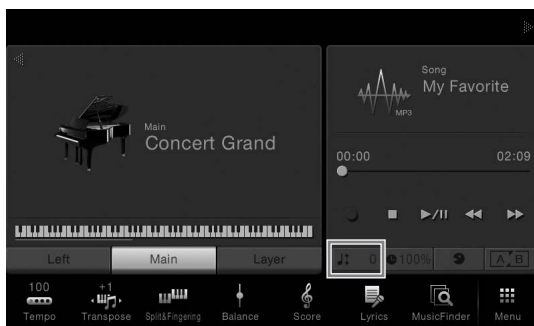 Song
My Favorite
MP3
Main
Concert Grand
00:00
02:09
Left
Main
Layer
0
100%
A B
100
Tempo
+1
Transpose
Split&Fingering
Balance
Score
Lyrics
MusicFinder
Menu